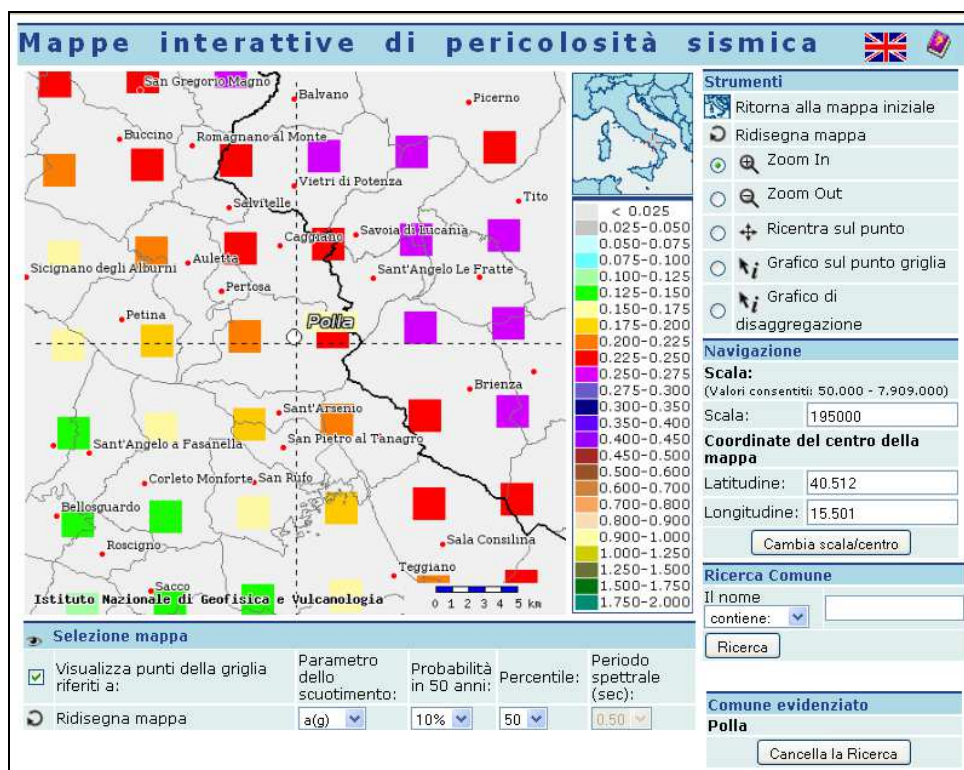 Mappe interattive di pericolosità sismica
San Gregorio Magno
Balvano
Picerno
Buccino
Romagnano al Monte
Vietri di Potenza
Tito
Salvitelle
Caggiano
Savoia di Lucania
Auletta
Sicignano degli Alburni
Sant'Angelo Le Fratte
Pertosa
Petina
Polla
Brienza
Sant'Arsenio
Sant'Angelo a Fasanella
San Pietro al Tanagro
Corleto Monforte
San Rufo
Bellosguardo
Roscigno
Sala Consilina
Teggiano
Sacco
Istituto Nazionale di Geofisica e Vulcanologia
0 1 2 3 4 5 km
< 0.025
0.025-0.050
0.050-0.075
0.075-0.100
0.100-0.125
0.125-0.150
0.150-0.175
0.175-0.200
0.200-0.225
0.225-0.250
0.250-0.275
0.275-0.300
0.300-0.350
0.350-0.400
0.400-0.450
0.450-0.500
0.500-0.600
0.600-0.700
0.700-0.800
0.800-0.900
0.900-1.000
1.000-1.250
1.250-1.500
1.500-1.750
1.750-2.000
Strumenti
Ritorna alla mappa iniziale
Ridisegna mappa
Zoom In
Zoom Out
Ricentra sul punto
Grafico sul punto griglia
Grafico di
disaggregazione
Navigazione
Scala:
(Valori consentiti: 50.000 - 7.909.000)
Scala: 195000
Coordinate del centro della
mappa
Latitudine: 40.512
Longitudine: 15.501
Cambia scala/centro
Ricerca Comune
Il nome
contiene:
Ricerca
Comune evidenziato
Polla
Cancella la Ricerca
Selezione mappa
Visualizza punti della griglia
riferiti a:
Parametro
dello
scuotimento:
Probabilità
in 50 anni:
Percentile:
Periodo
spettrale
(sec):
Ridisegna mappa
a(g)
10%
50
0.50